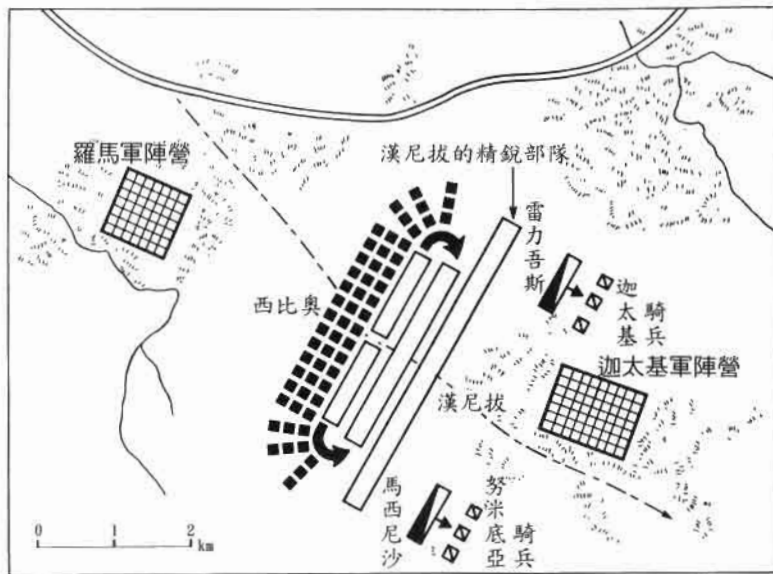 羅馬軍陣營
漢尼拔的精銳部隊
雷力吾斯
迦太基
騎兵
西比奧
迦太基軍陣營
漢尼拔
馬西尼沙
努米底亞
騎兵
0 1 2
km